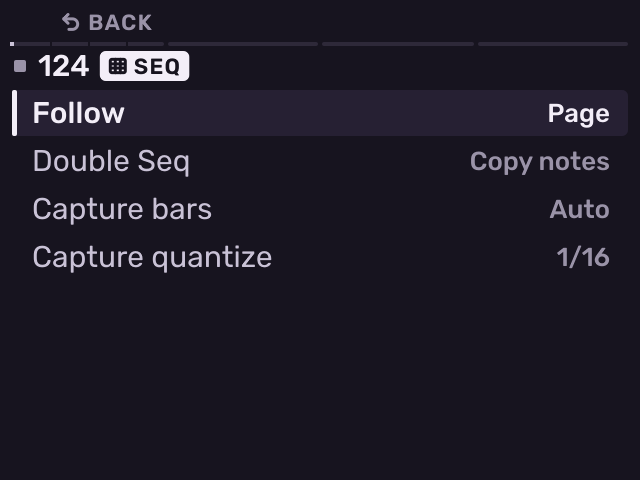 BACK
124 SEQ
Follow Page
Double Seq Copy notes
Capture bars Auto
Capture quantize 1/16